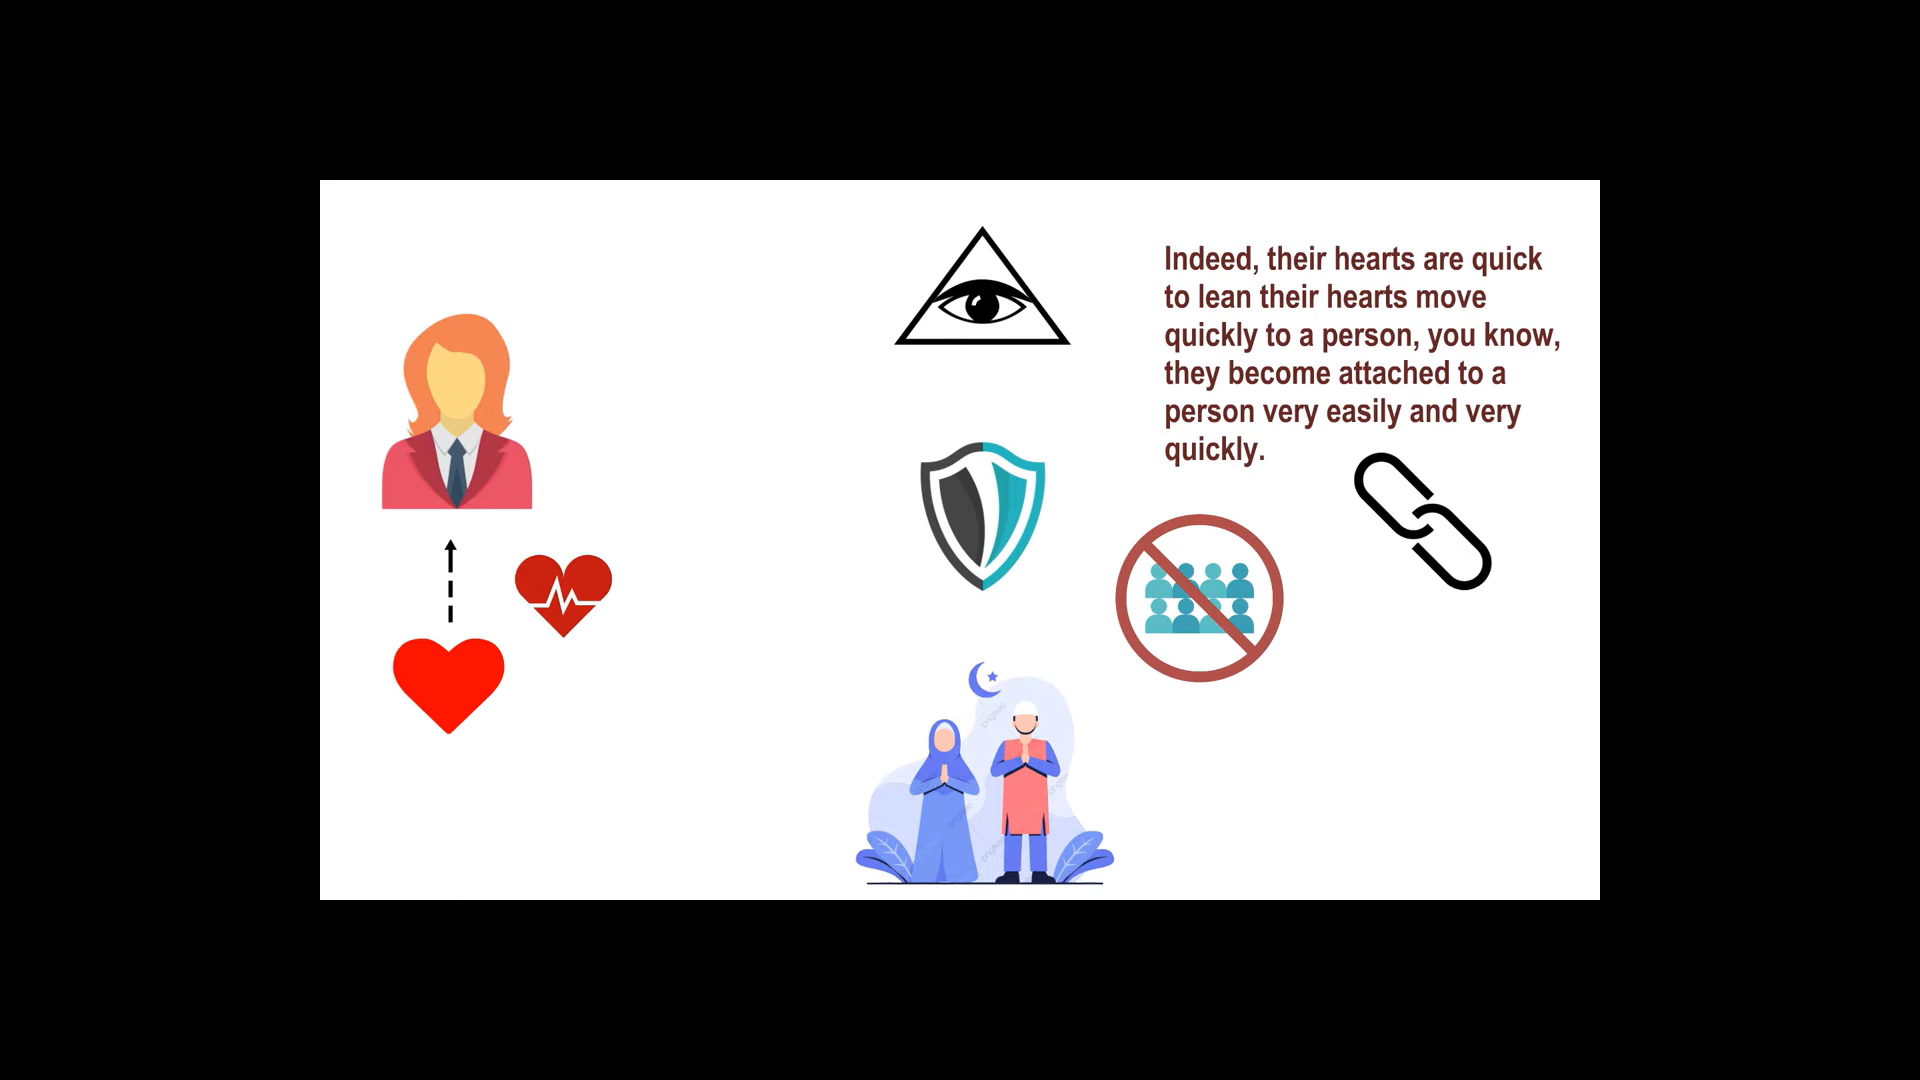 Indeed, their hearts are quick
to lean their hearts move
quickly to a person, you know,
they become attached to a
person very easily and very
quickly.